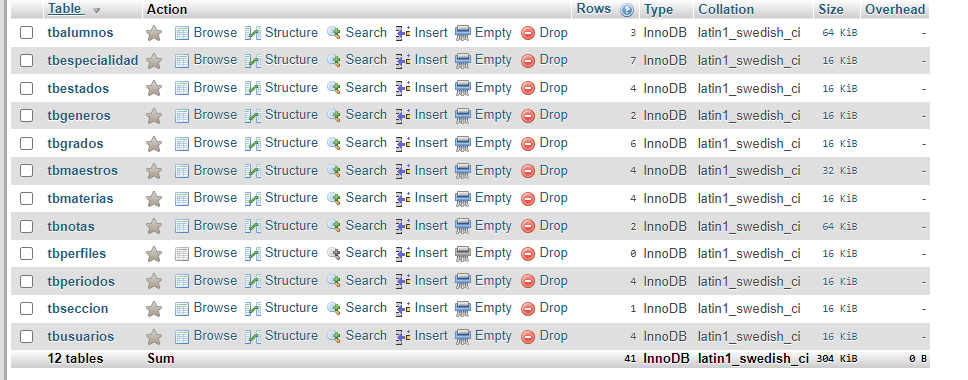 Table Action Rows Type Collation Size Overhead
tbalumnos Browse Structure Search Insert Empty Drop 3 InnoDB latin1_swedish_ci 64 KiB -
tbespecialidad Browse Structure Search Insert Empty Drop 7 InnoDB latin1_swedish_ci 16 KiB -
tbestados Browse Structure Search Insert Empty Drop 4 InnoDB latin1_swedish_ci 16 KiB -
tbgeneros Browse Structure Search Insert Empty Drop 2 InnoDB latin1_swedish_ci 16 KiB -
tbgrados Browse Structure Search Insert Empty Drop 6 InnoDB latin1_swedish_ci 16 KiB -
tbmaestros Browse Structure Search Insert Empty Drop 4 InnoDB latin1_swedish_ci 32 KiB -
tbmaterias Browse Structure Search Insert Empty Drop 4 InnoDB latin1_swedish_ci 16 KiB -
tbnotas Browse Structure Search Insert Empty Drop 2 InnoDB latin1_swedish_ci 64 KiB -
tbperfiles Browse Structure Search Insert Empty Drop 0 InnoDB latin1_swedish_ci 16 KiB -
tbperiodos Browse Structure Search Insert Empty Drop 4 InnoDB latin1_swedish_ci 16 KiB -
tbseccion Browse Structure Search Insert Empty Drop 1 InnoDB latin1_swedish_ci 16 KiB -
tbusuarios Browse Structure Search Insert Empty Drop 4 InnoDB latin1_swedish_ci 16 KiB -
12 tables Sum 41 InnoDB latin1_swedish_ci 304 KiB 0 B